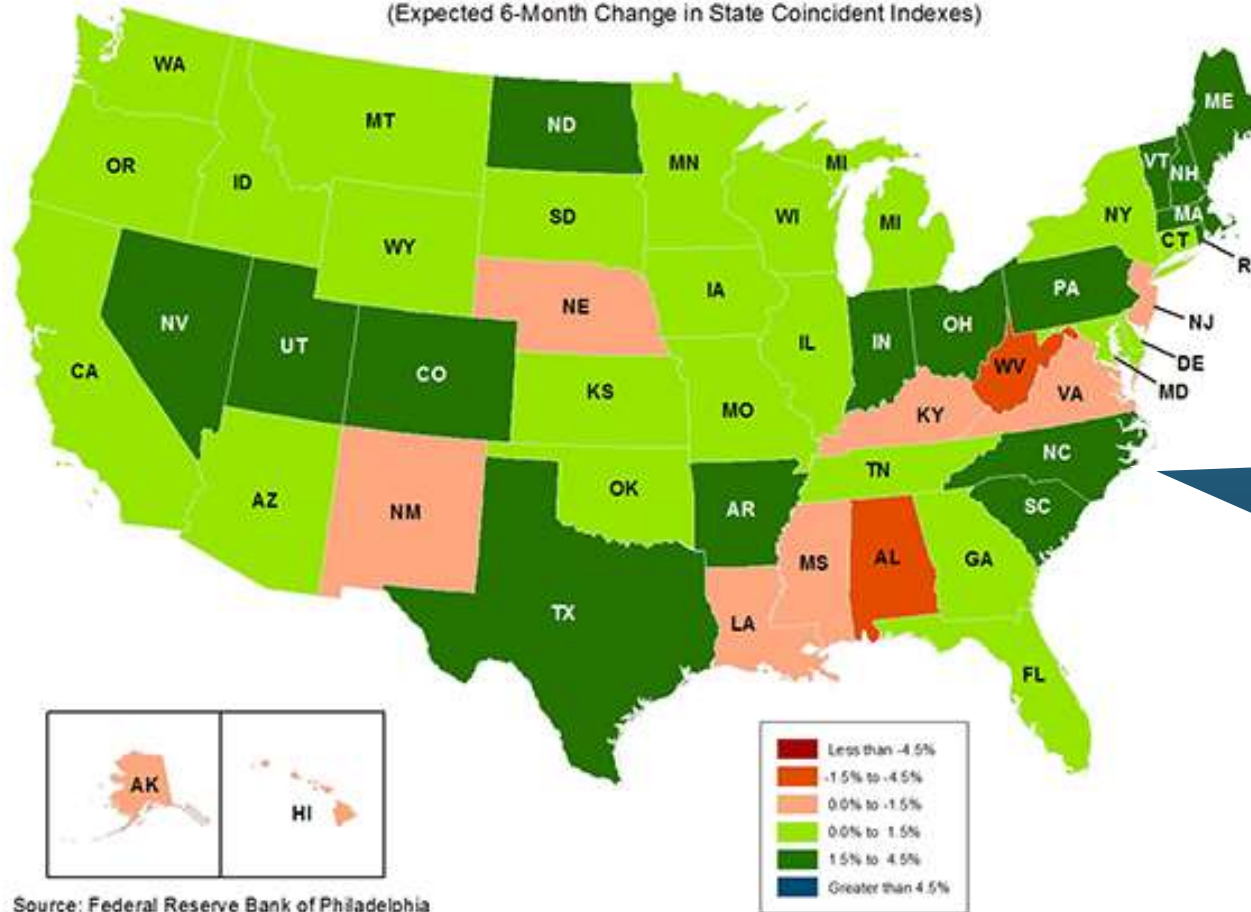 (Expected 6-Month Change in State Coincident Indexes)
WA
MT
ND
MN
MI
ME
VT
NH
OR
ID
SD
WI
MI
NY
MA
CT
R
WY
IA
PA
NV
NE
NJ
UT
CO
IL
IN
OH
DE
CA
KS
MO
WV
VA
MD
KY
NC
TN
AZ
NM
OK
AR
SC
MS
AL
GA
TX
LA
FL
AK
HI
Less than -4.5%
-1.5% to -4.5%
0.0% to -1.5%
0.0% to 1.5%
1.5% to 4.5%
Greater than 4.5%
Source: Federal Reserve Bank of Philadelphia